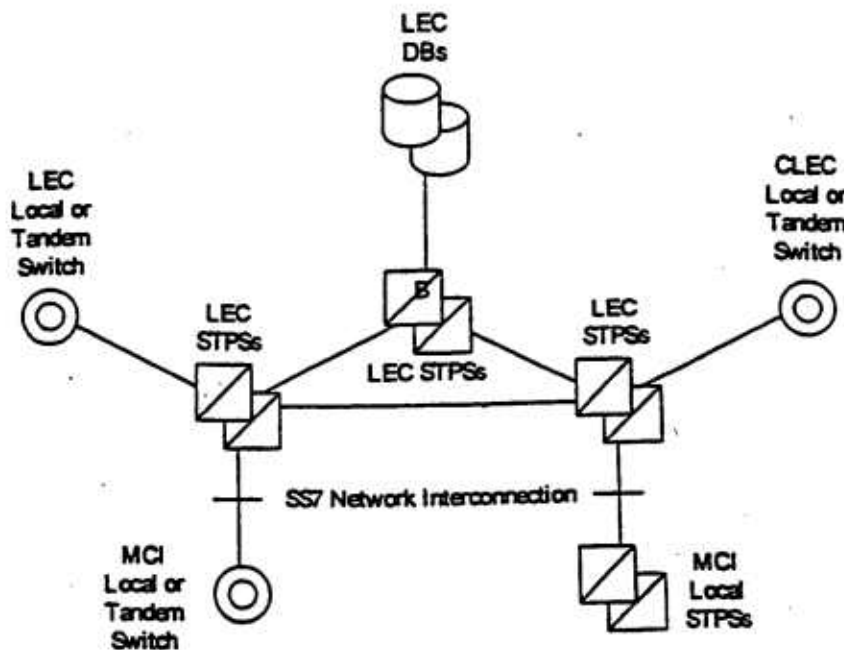 LEC
DBs
LEC
Local or
Tandem
Switch
CLEC
Local or
Tandem
Switch
B
LEC
STPSs
LEC
STPSs
LEC STPSs
SS7 Network Interconnection
MCI
Local or
Tandem
Switch
MCI
Local
STPSs